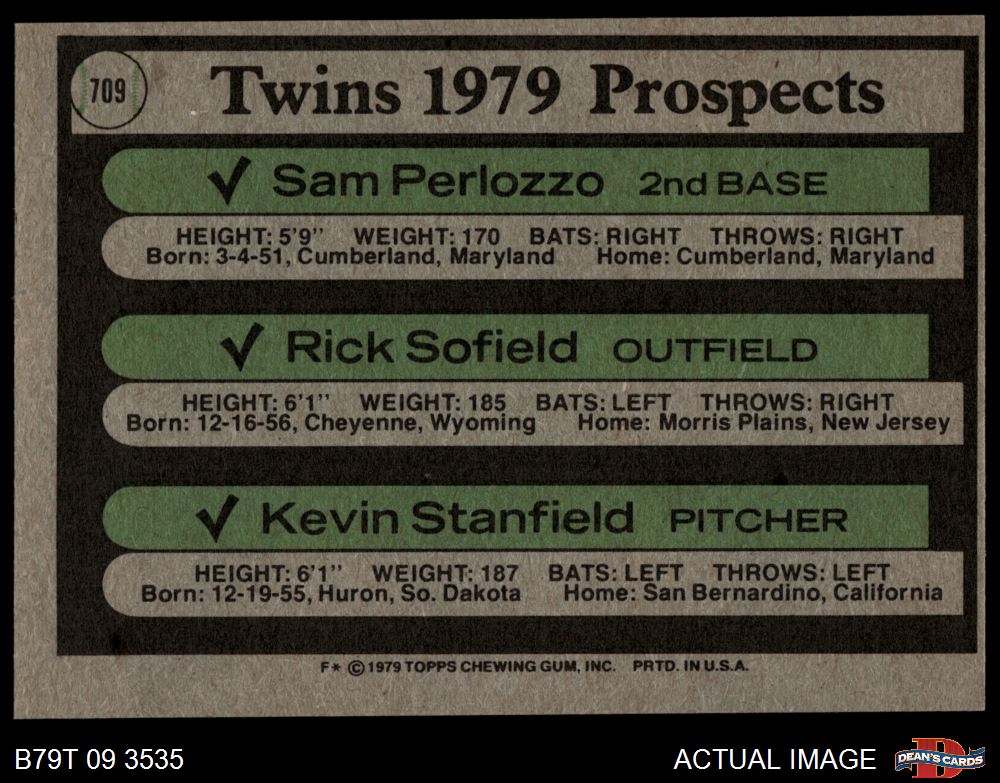 709
Twins 1979 Prospects
✓ Sam Perlozzo 2nd BASE
HEIGHT: 5'9" WEIGHT: 170 BATS: RIGHT THROWS: RIGHT
Born: 3-4-51, Cumberland, Maryland Home: Cumberland, Maryland
✓ Rick Sofield OUTFIELD
HEIGHT: 6'1" WEIGHT: 185 BATS: LEFT THROWS: RIGHT
Born: 12-16-56, Cheyenne, Wyoming Home: Morris Plains, New Jersey
✓ Kevin Stanfield PITCHER
HEIGHT: 6'1" WEIGHT: 187 BATS: LEFT THROWS: LEFT
Born: 12-19-55, Huron, So. Dakota Home: San Bernardino, California
F* © 1979 TOPPS CHEWING GUM, INC. PRTD. IN U.S.A.
B79T 09 3535
ACTUAL IMAGE
D
DEAN'S CARDS